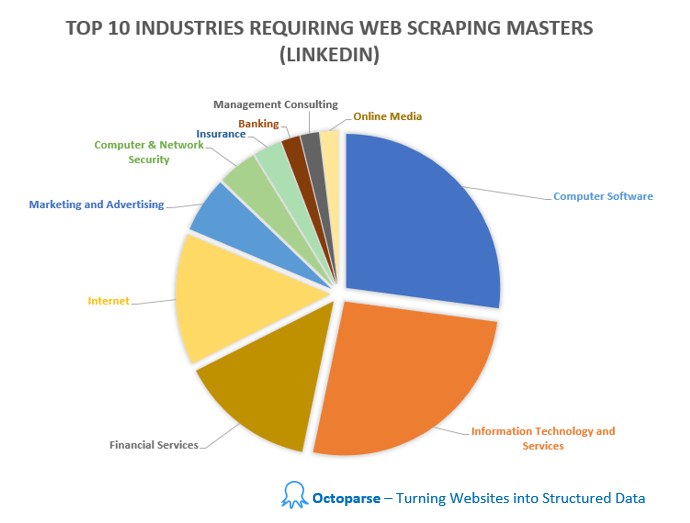 TOP 10 INDUSTRIES REQUIRING WEB SCRAPING MASTERS
(LINKEDIN)
Management Consulting
Online Media
Banking
Insurance
Computer & Network
Security
Computer Software
Marketing and Advertising
Internet
Information Technology and
Services
Financial Services
Octoparse – Turning Websites into Structured Data